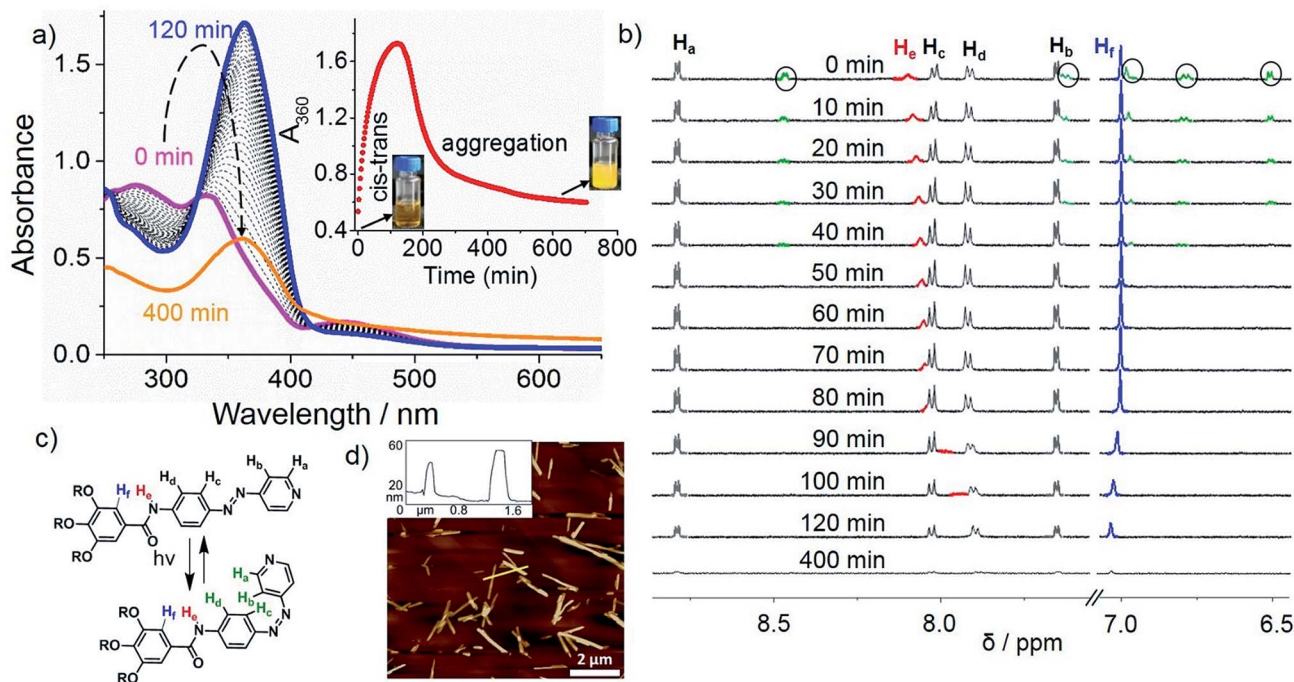 a)
120 min
0 min
400 min
Absorbance
0.0
0.5
1.0
1.5
300
400
500
600
Wavelength / nm
A360
1.6
1.2
0.8
0.4
cis-trans
aggregation
0
200
400
600
800
Time (min)
b)
Ha He Hc Hd Hb Hf
0 min
10 min
20 min
30 min
40 min
50 min
60 min
70 min
80 min
90 min
100 min
120 min
400 min
8.5 8.0 7.0 6.5
δ / ppm
c)
Hb Ha
Hd Hc
Hf He
RO
RO
RO
O
N
H
N
N
N
hν
N
Ha
Hb
Hd Hc
Hf He
N
N
RO
RO
RO
O
N
H
d)
60
20
nm
μm 0.8 1.6
2 μm